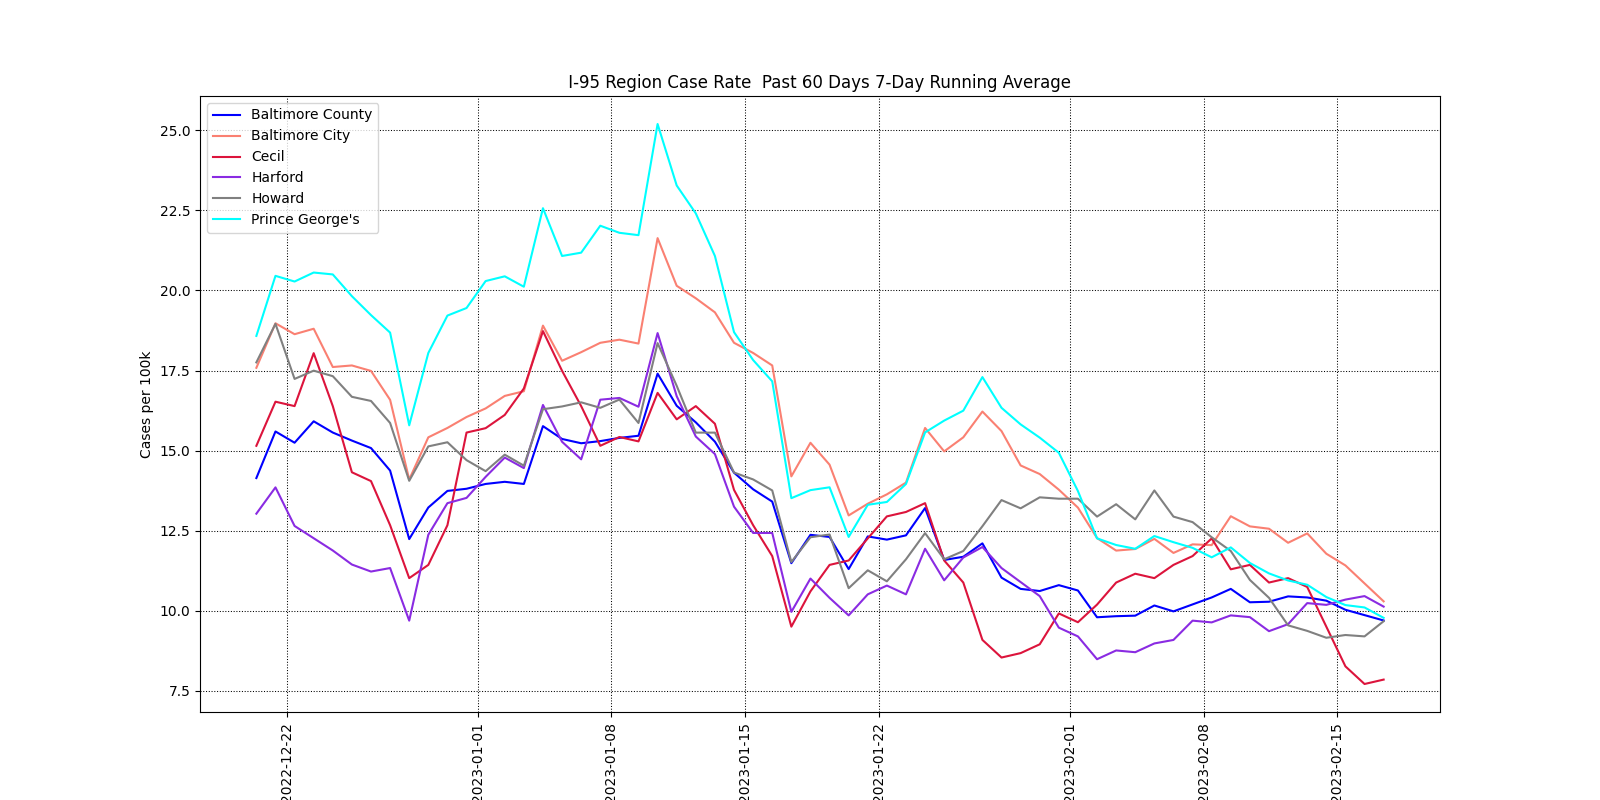 I-95 Region Case Rate  Past 60 Days 7-Day Running Average
Baltimore County
Baltimore City
Cecil
Harford
Howard
Prince George's
Cases per 100k
25.0
22.5
20.0
17.5
15.0
12.5
10.0
7.5
2022-12-22
2023-01-01
2023-01-08
2023-01-15
2023-01-22
2023-02-01
2023-02-08
2023-02-15